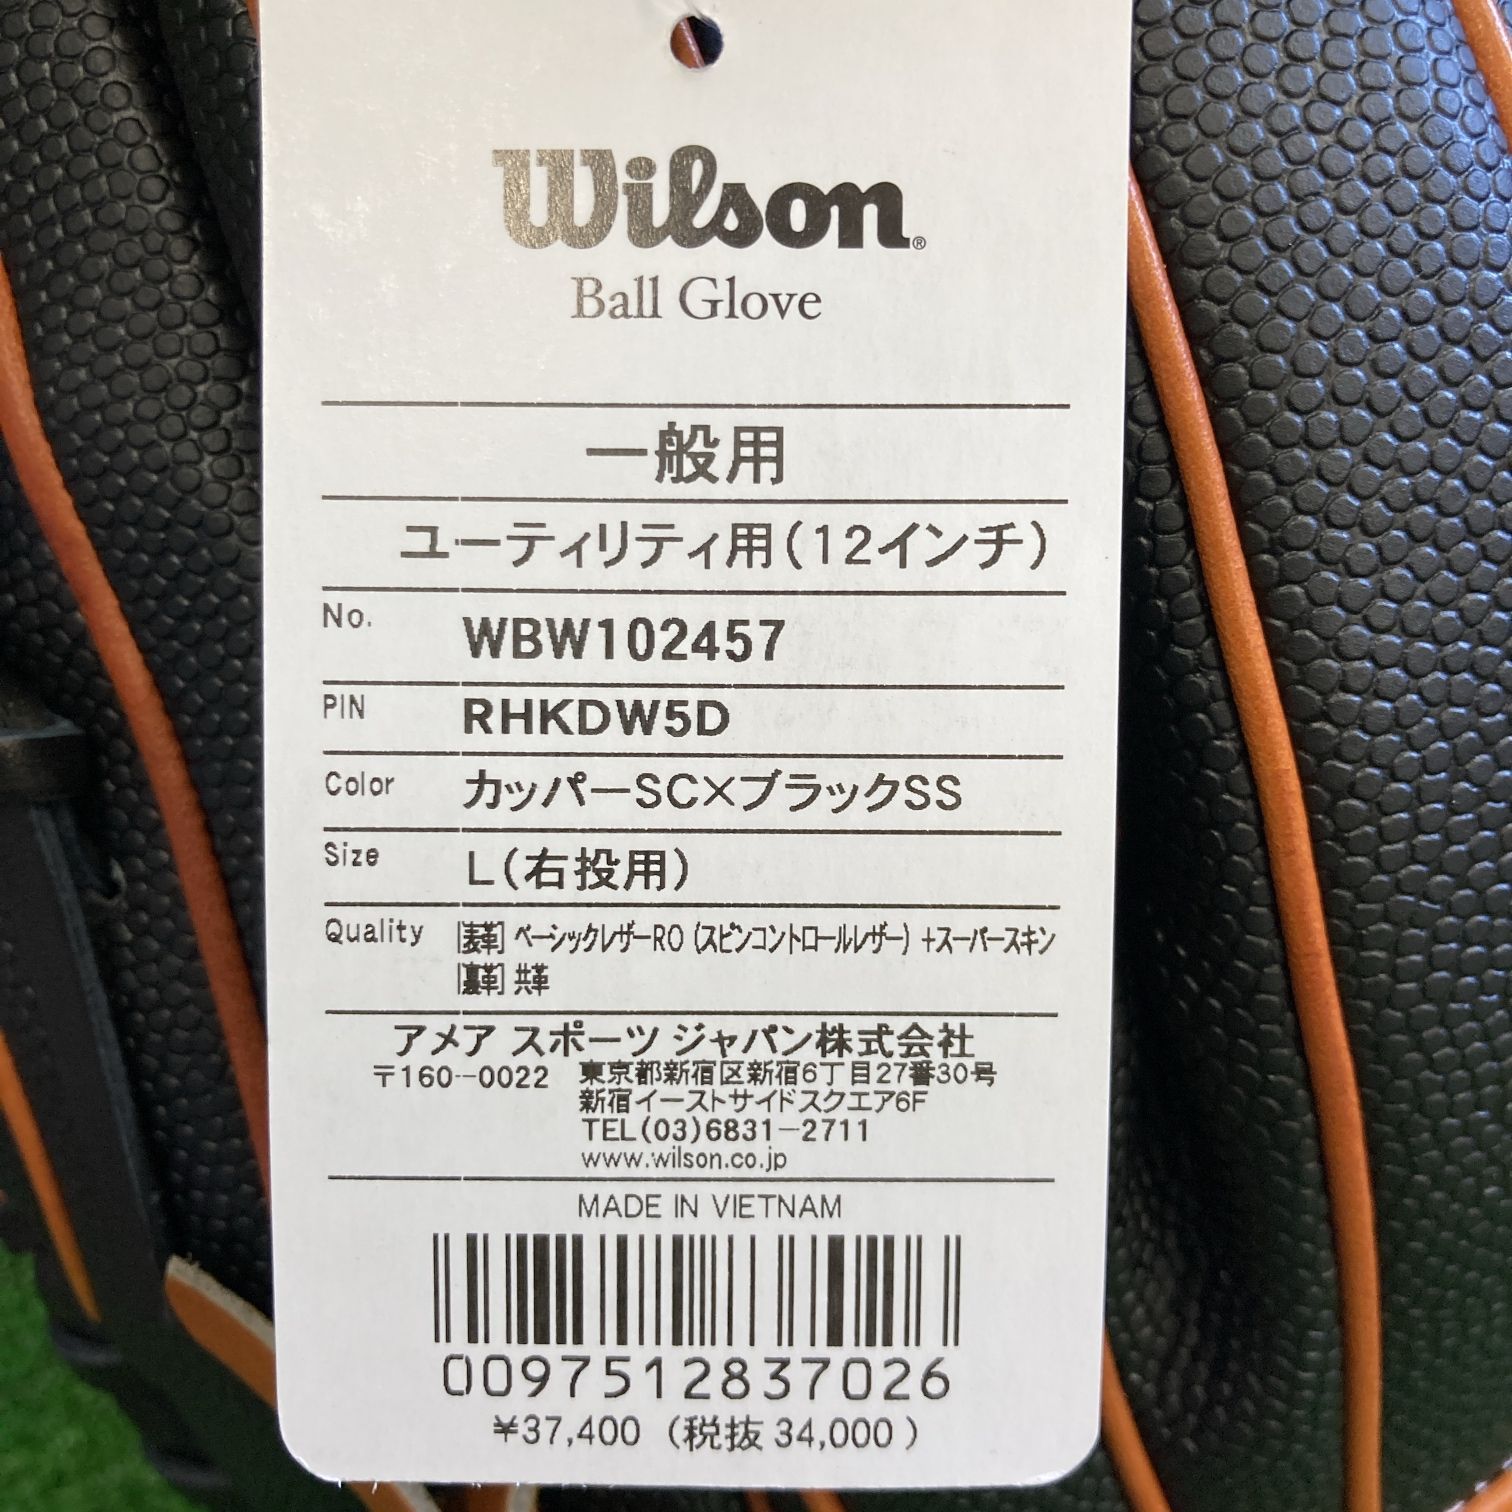 Wilson®
Ball Glove
一般用
ユーティリティ用(12インチ)
No. WBW102457
PIN RHKDW5D
Color カッパーSC×ブラックSS
Size L(右投用)
Quality [表革] ベーシックレザーRO (スピンコントロールレザー) +スーパースキン
[裏革] 共革
アメア スポーツ ジャパン株式会社
〒160-0022 東京都新宿区新宿6丁目27番30号
新宿イーストサイドスクエア6F
TEL(03)6831-2711
www.wilson.co.jp
MADE IN VIETNAM
0097512837026
¥37,400 (税抜 34,000)